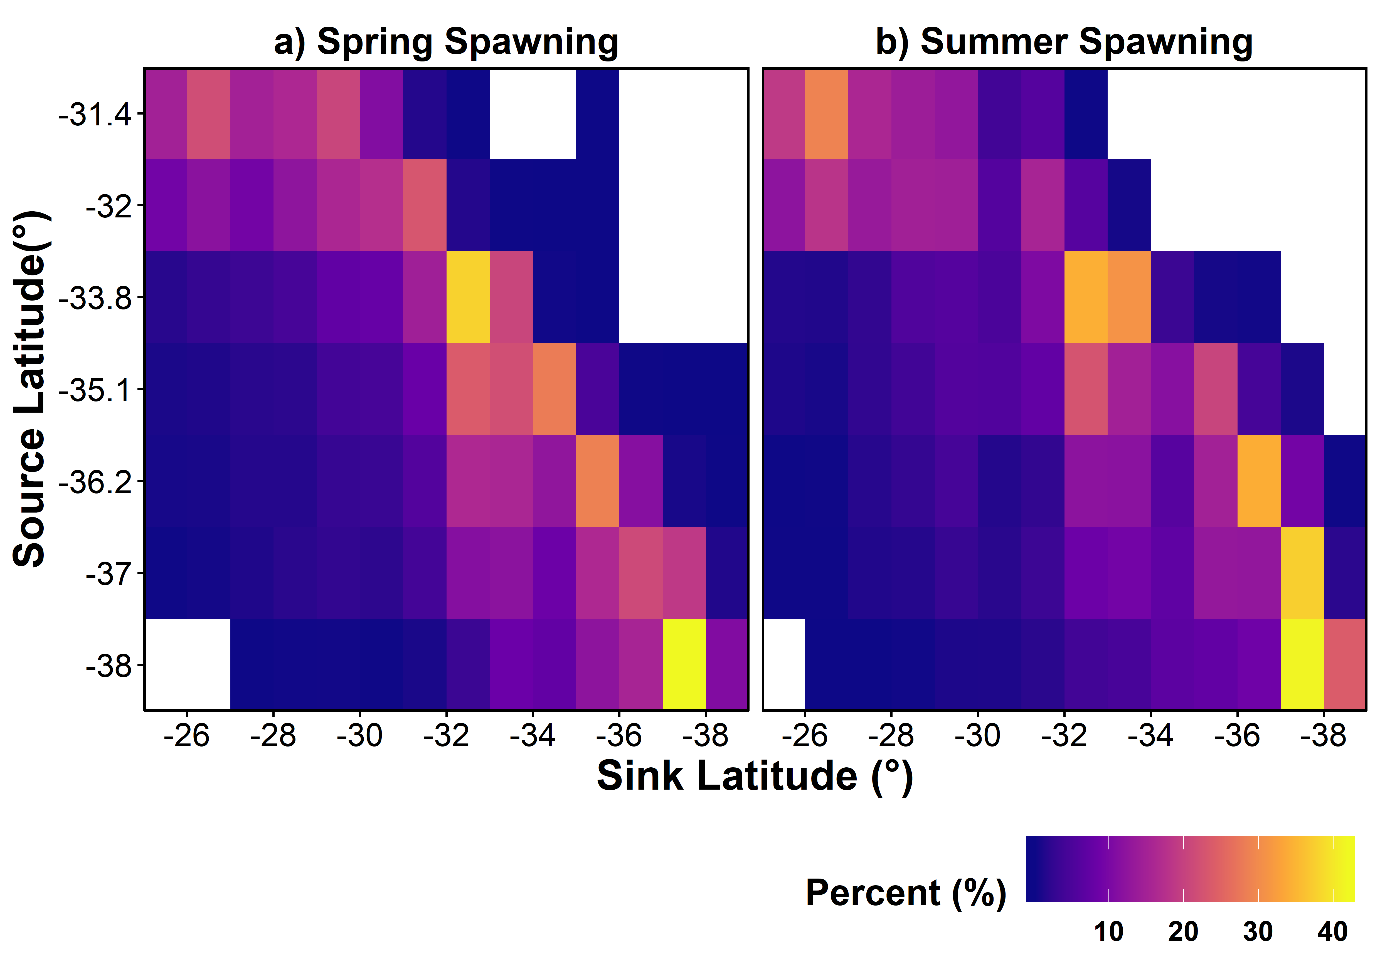 a) Spring Spawning
b) Summer Spawning
Source Latitude(°)
-31.4
-32
-33.8
-35.1
-36.2
-37
-38
-26 -28 -30 -32 -34 -36 -38
-26 -28 -30 -32 -34 -36 -38
Sink Latitude (°)
Percent (%)
10 20 30 40